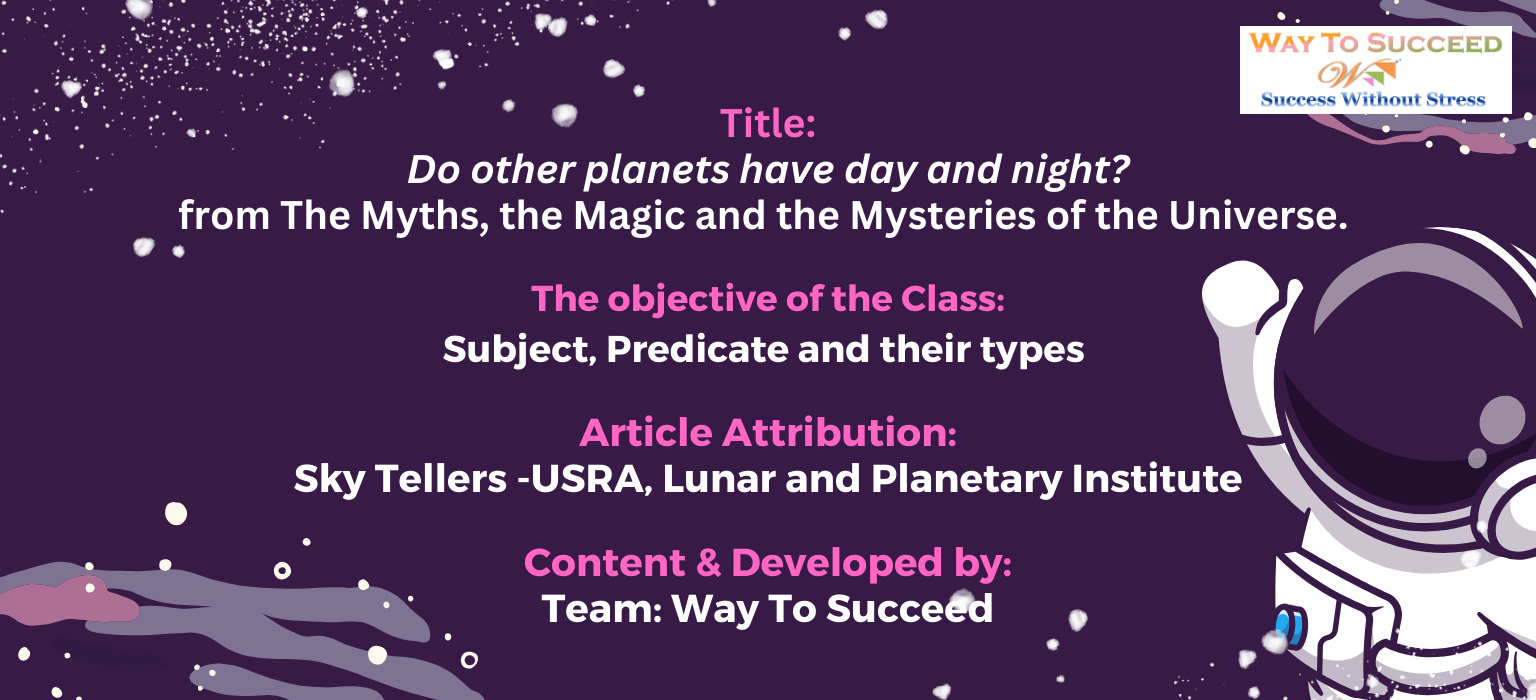 WAY TO SUCCEED
W
Success Without Stress
Title:
Do other planets have day and night?
from The Myths, the Magic and the Mysteries of the Universe.
The objective of the Class:
Subject, Predicate and their types
Article Attribution:
Sky Tellers -USRA, Lunar and Planetary Institute
Content & Developed by:
Team: Way To Succeed